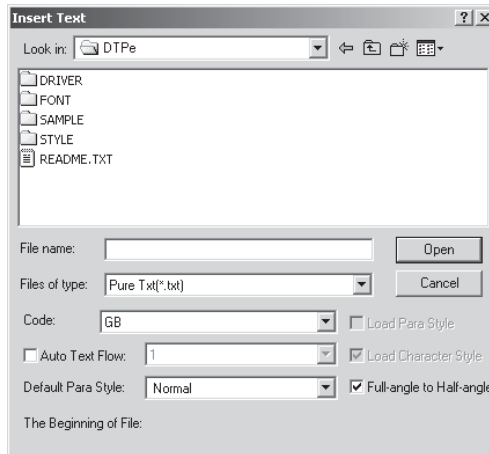 Insert Text
Look in: DTPe
DRIVER
FONT
SAMPLE
STYLE
README.TXT
File name: Open
Files of type: Pure Txt(*.txt) Cancel
Code: GB Load Para Style
Auto Text Flow: 1 Load Character Style
Default Para Style: Normal Full-angle to Half-angle
The Beginning of File: